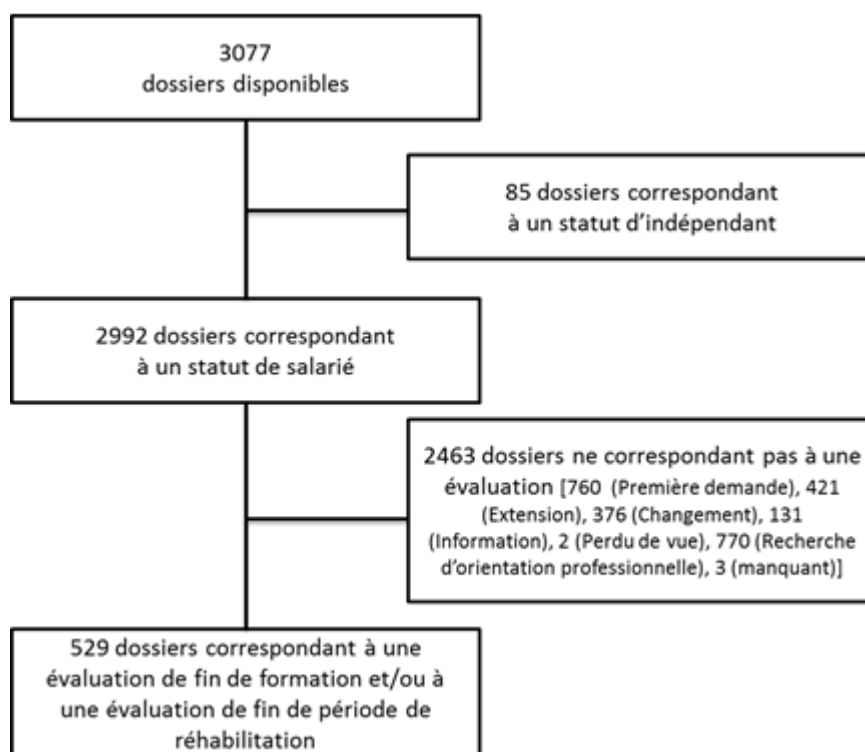 3077
dossiers disponibles
85 dossiers correspondant
à un statut d'indépendant
2992 dossiers correspondant
à un statut de salarié
2463 dossiers ne correspondant pas à une
évaluation [760 (Première demande), 421
(Extension), 376 (Changement), 131
(Information), 2 (Perdu de vue), 770 (Recherche
d'orientation professionnelle), 3 (manquant)]
529 dossiers correspondant à une
évaluation de fin de formation et/ou à
une évaluation de fin de période de
réhabilitation